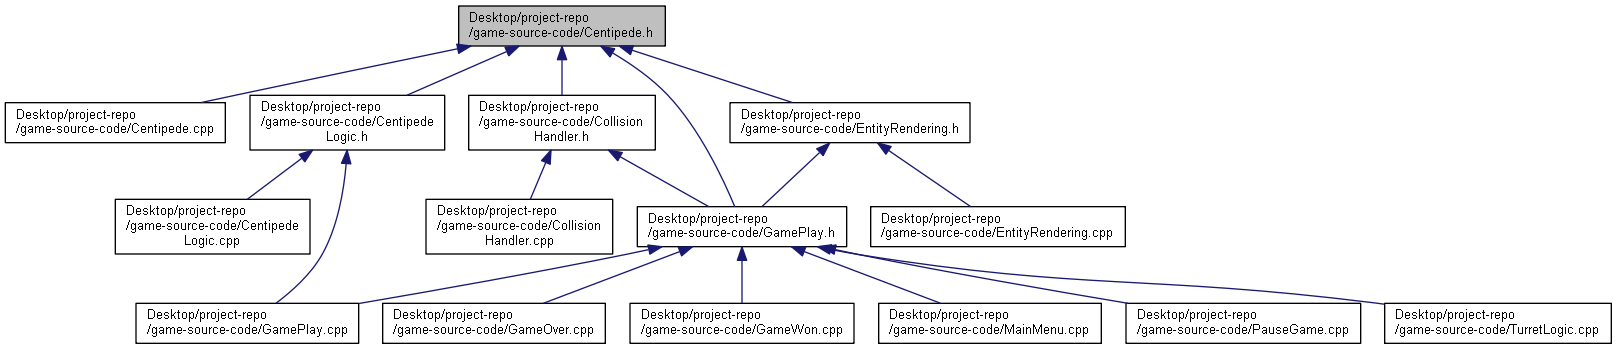 Desktop/project-repo
/game-source-code/Centipede.h
Desktop/project-repo
/game-source-code/Centipede.cpp
Desktop/project-repo
/game-source-code/Centipede
Logic.h
Desktop/project-repo
/game-source-code/Collision
Handler.h
Desktop/project-repo
/game-source-code/EntityRendering.h
Desktop/project-repo
/game-source-code/Centipede
Logic.cpp
Desktop/project-repo
/game-source-code/Collision
Handler.cpp
Desktop/project-repo
/game-source-code/GamePlay.h
Desktop/project-repo
/game-source-code/EntityRendering.cpp
Desktop/project-repo
/game-source-code/GamePlay.cpp
Desktop/project-repo
/game-source-code/GameOver.cpp
Desktop/project-repo
/game-source-code/GameWon.cpp
Desktop/project-repo
/game-source-code/MainMenu.cpp
Desktop/project-repo
/game-source-code/PauseGame.cpp
Desktop/project-repo
/game-source-code/TurretLogic.cpp